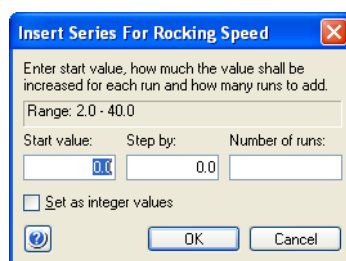 Insert Series For Rocking Speed
Enter start value, how much the value shall be
increased for each run and how many runs to add.
Range: 2.0 - 40.0
Start value: Step by: Number of runs:
0.0 0.0
Set as integer values
OK Cancel